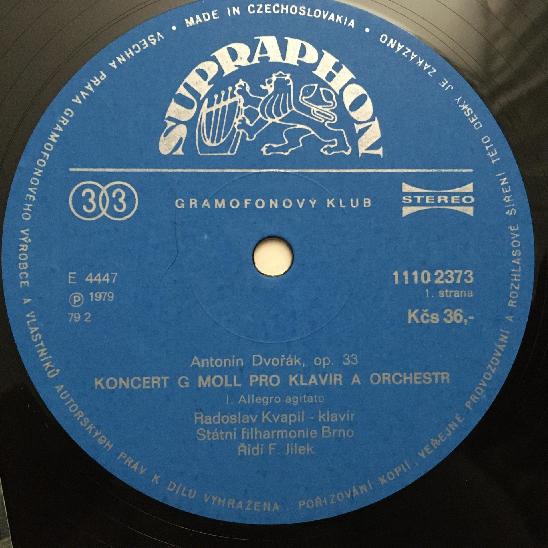 MADE IN CZECHOSLOVAKIA • VŠECHNA PRÁVA GRAMOFONOVÉHO VÝROBCE A VLASTNÍKŮ AUTORSKÝCH PRÁV K DÍLU VYHRAŽENA. POŘIZOVÁNÍ KOPIÍ, VEŘEJNÉ PROVOZOVÁNÍ A ROZHLASOVÉ ŠÍŘENÍ TÉTO DESKY JE ZAKÁZÁNO •
SUPRAPHON
33
GRAMOFONOVÝ KLUB
STEREO
E 4447
1110 2373
Ⓟ 1979
1. strana
79 2
Kčs 36,-
Antonín Dvořák, op. 33
KONCERT G MOLL PRO KLAVÍR A ORCHESTR
I. Allegro agitato
Radoslav Kvapil - klavír
Státní filharmonie Brno
Řídí F. Jílek